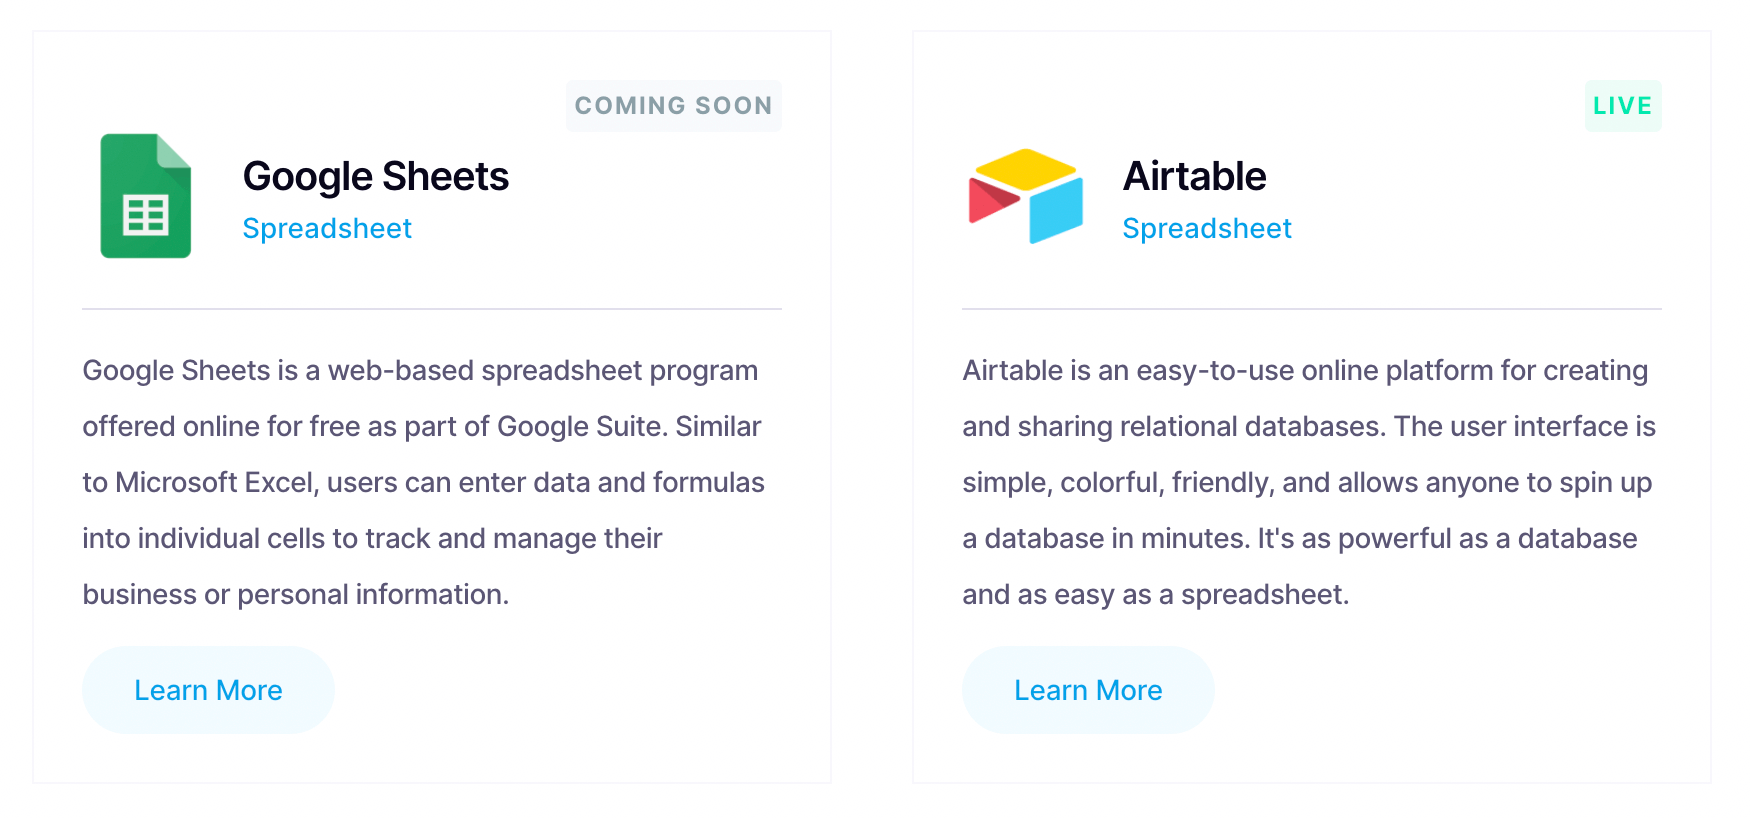 COMING SOON
Google Sheets
Spreadsheet
Google Sheets is a web-based spreadsheet program
offered online for free as part of Google Suite. Similar
to Microsoft Excel, users can enter data and formulas
into individual cells to track and manage their
business or personal information.
Learn More
LIVE
Airtable
Spreadsheet
Airtable is an easy-to-use online platform for creating
and sharing relational databases. The user interface is
simple, colorful, friendly, and allows anyone to spin up
a database in minutes. It's as powerful as a database
and as easy as a spreadsheet.
Learn More